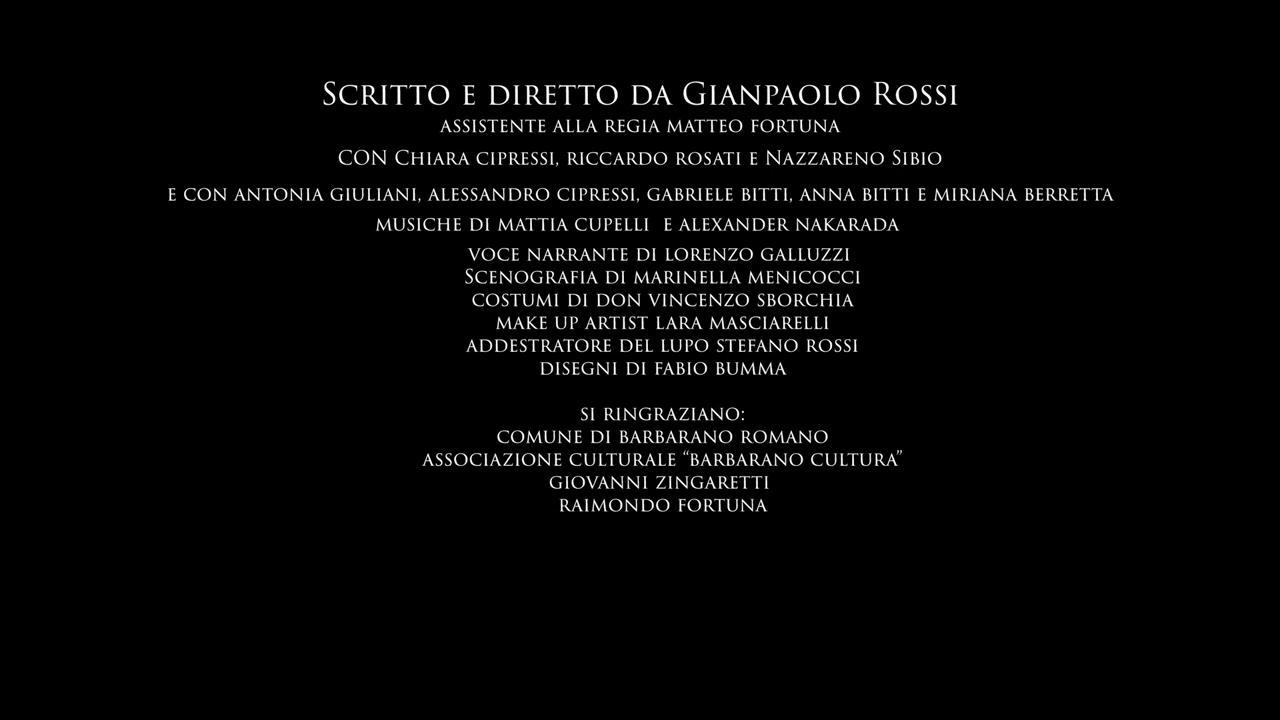 Scritto e diretto da Gianpaolo Rossi
assistente alla regia matteo fortuna
CON Chiara cipressi, riccardo rosati e Nazzareno Sibio
e con antonia giuliani, alessandro cipressi, gabriele bitti, anna bitti e miriana berretta
musiche di mattia cupelli e alexander nakarada
voce narrante di lorenzo galluzzi
Scenografia di marinella menicocci
costumi di don vincenzo sborchia
make up artist lara masciarelli
addestratore del lupo stefano rossi
disegni di fabio bumma
si ringraziano:
comune di barbarano romano
associazione culturale “barbarano cultura”
giovanni zingaretti
raimondo fortuna